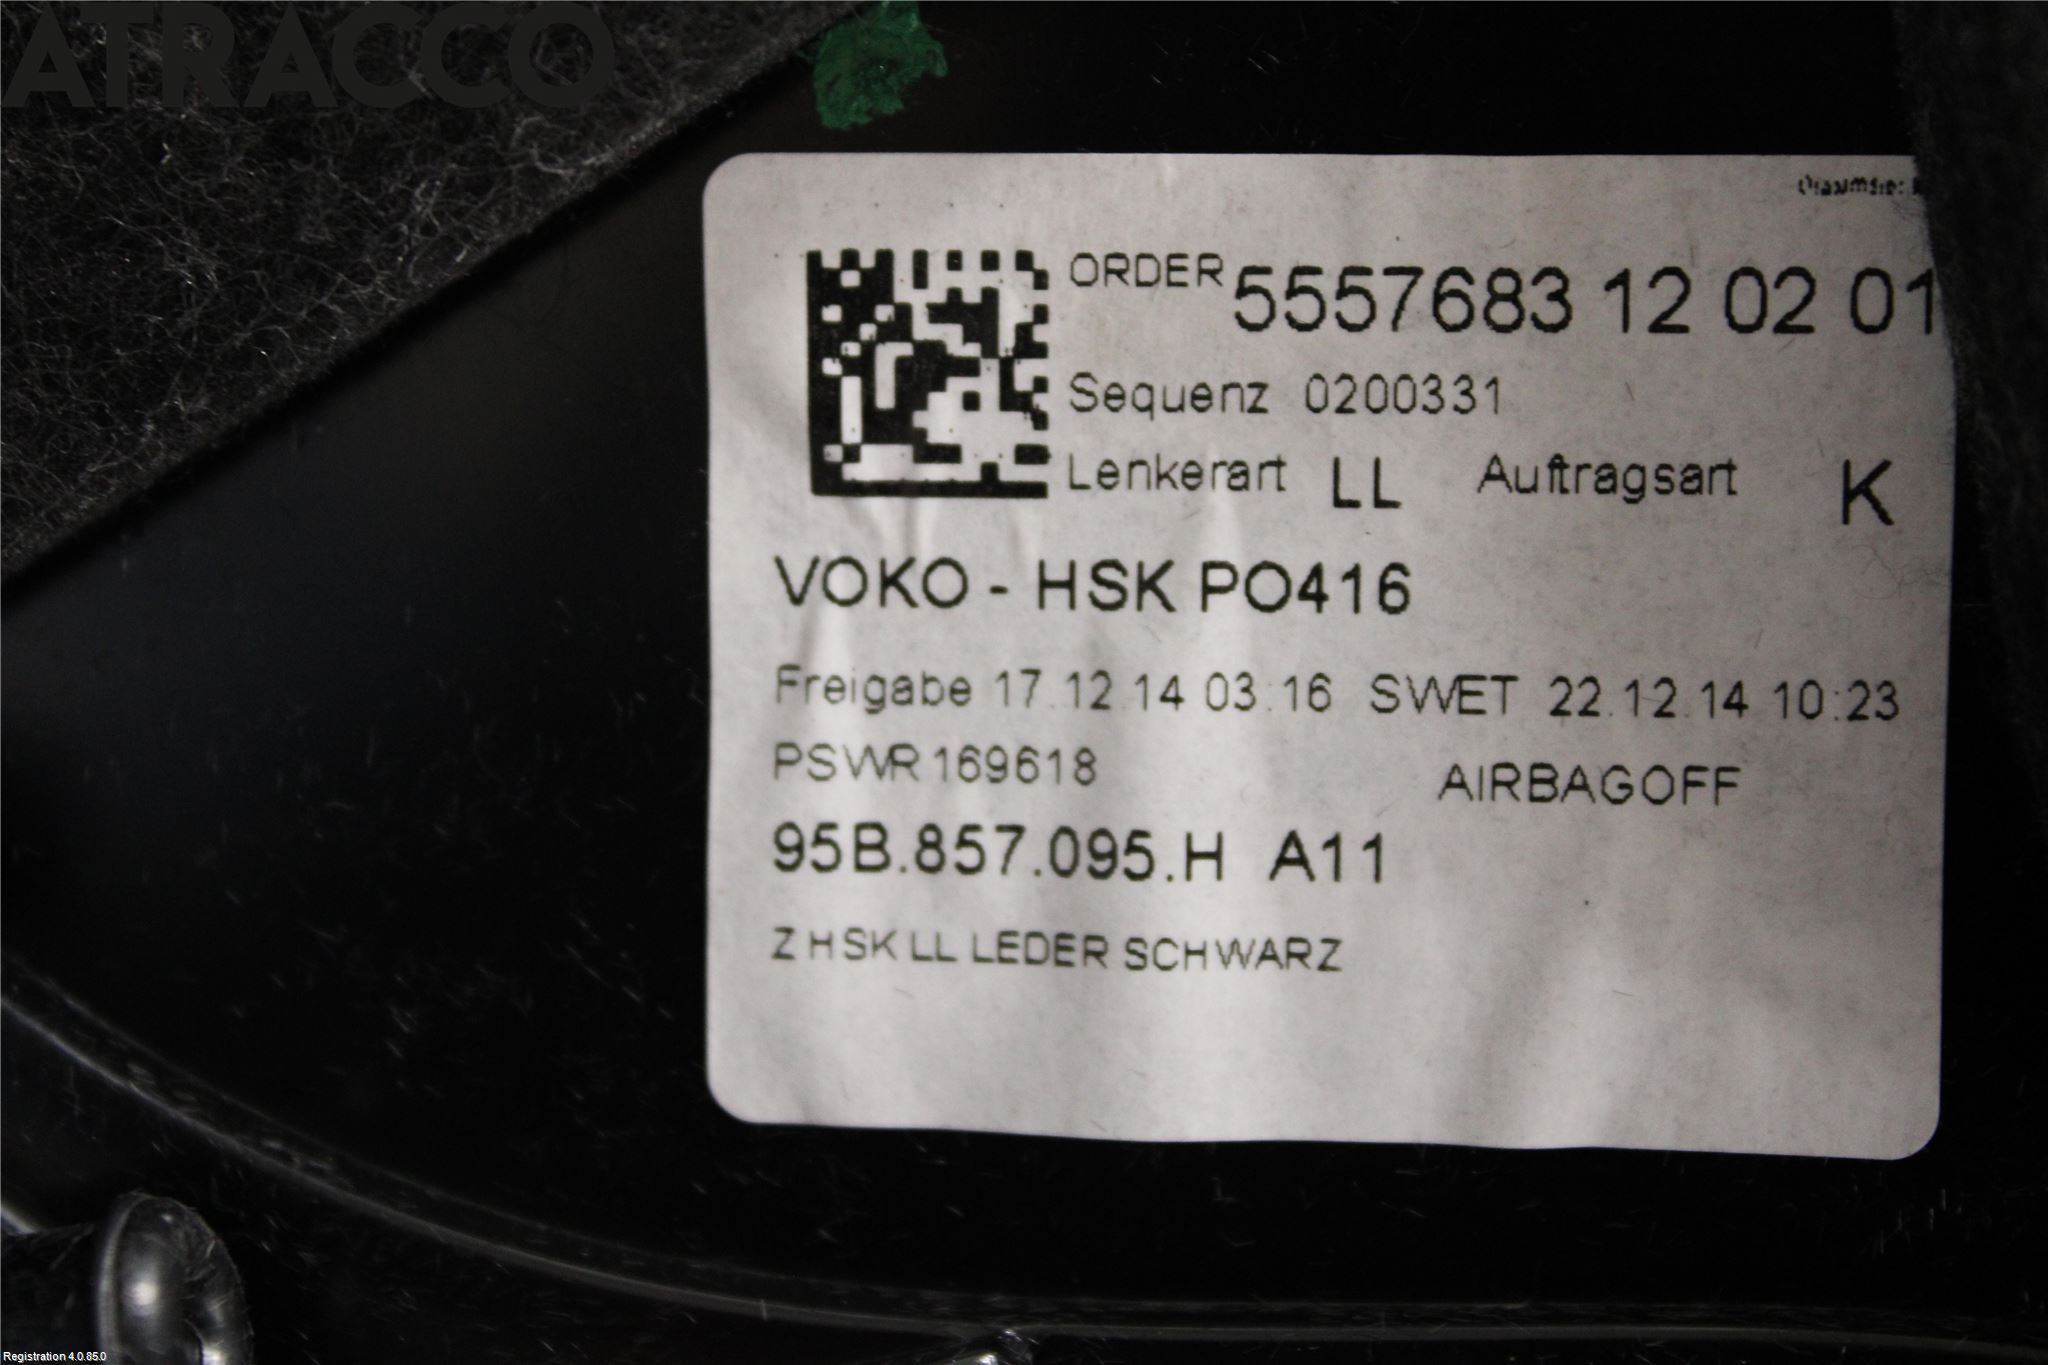 ATRACCO
ORDER 5557683 12 02 01
Sequenz 0200331
Lenkerart LL Auftragsart K
VOKO - HSK PO416
Freigabe 17.12.14 03:16 SWET 22.12.14 10:23
PSWR 169618 AIRBAGOFF
95B.857.095.H A11
Z HSK LL LEDER SCHWARZ
Registration 4.0.85.0